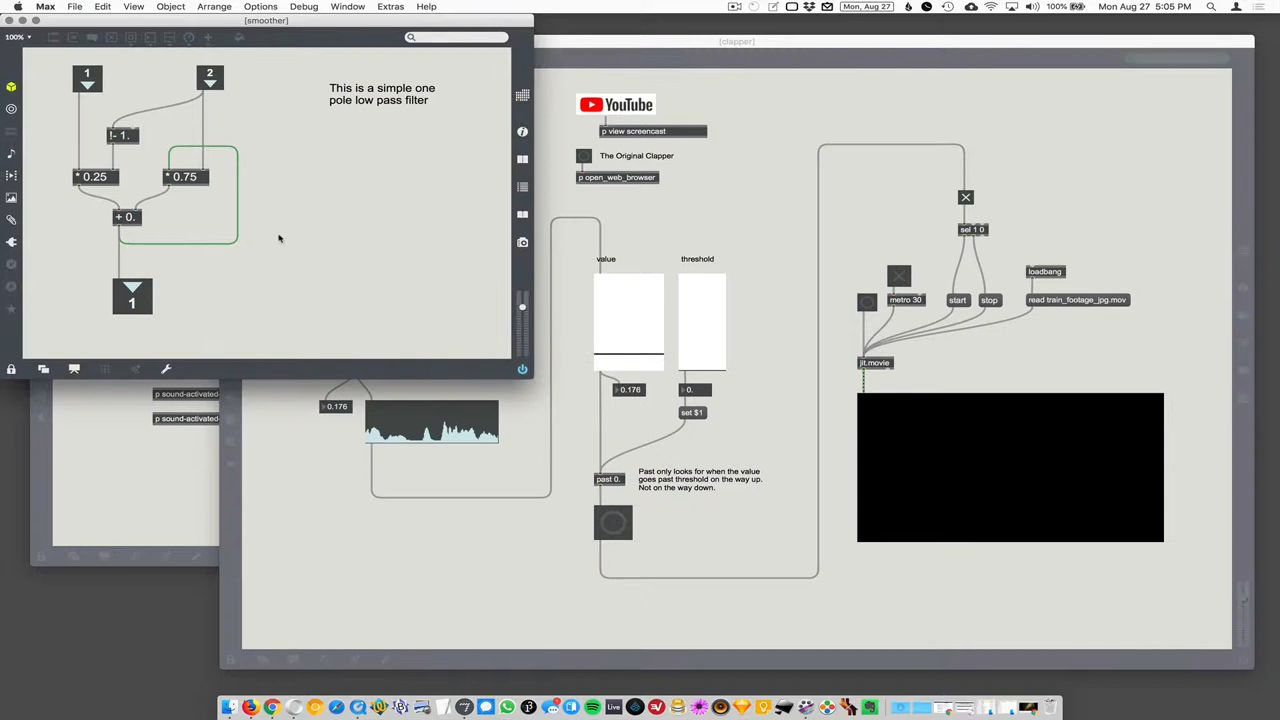 Max File Edit View Object Arrange Options Debug Window Extras Help
Mon, Aug 27
100%
Mon Aug 27 5:05 PM
[smoother]
[clapper]
100%
1
2
This is a simple one
pole low pass filter
!- 1.
* 0.25
* 0.75
+ 0.
1
YouTube
p view screencast
The Original Clapper
p open_web_browser
value
threshold
0.176
0.
set $1
past 0.
Past only looks for when the value
goes past threshold on the way up.
Not on the way down.
p sound-activated
p sound-activated
0.176
sel 1 0
loadbang
metro 30
start
stop
read train_footage_jpg.mov
jit.movie
Live